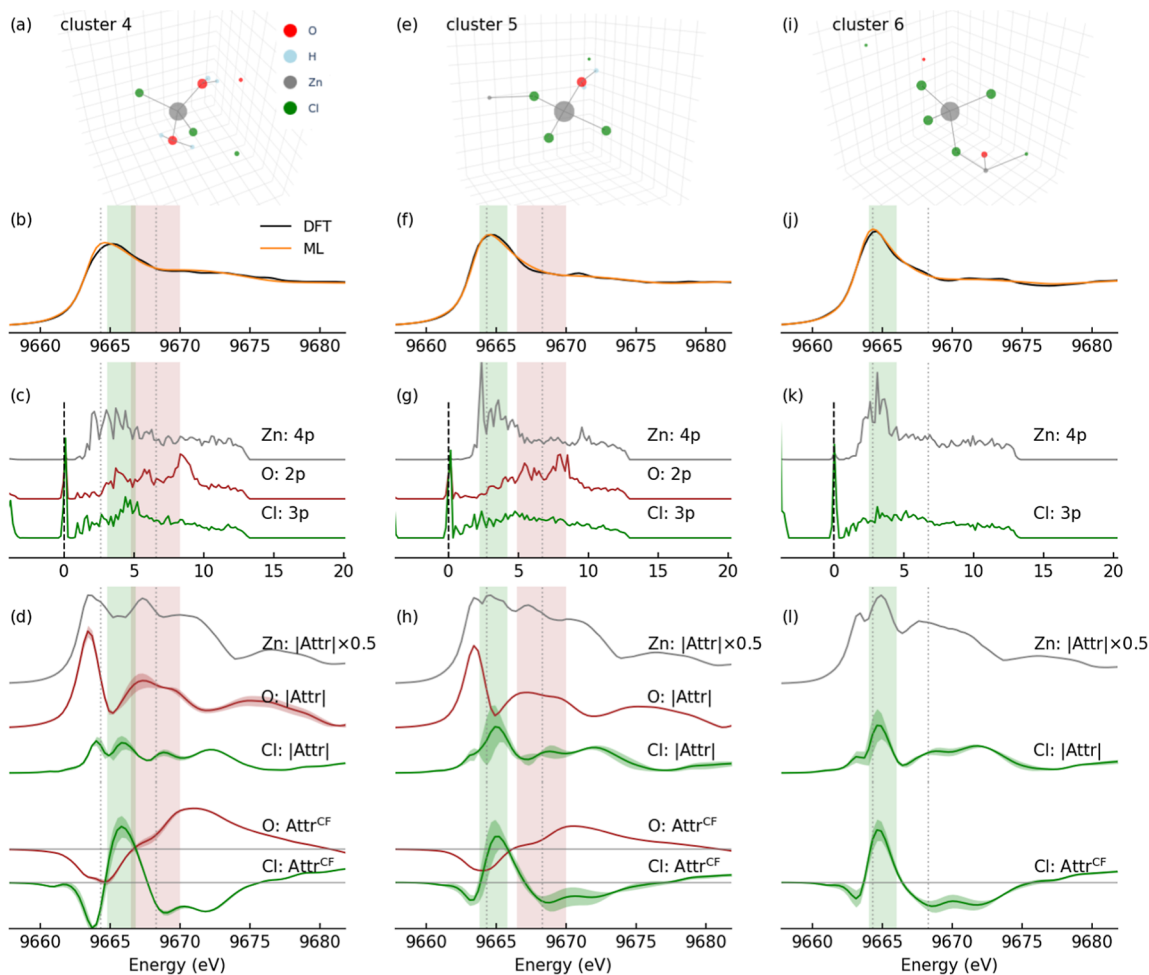 (a) cluster 4
O
H
Zn
Cl
(e) cluster 5
(i) cluster 6
(b)
DFT
ML
9660 9665 9670 9675 9680
(f)
9660 9665 9670 9675 9680
(j)
9660 9665 9670 9675 9680
(c)
Zn: 4p
O: 2p
Cl: 3p
0 5 10 15 20
(g)
Zn: 4p
O: 2p
Cl: 3p
0 5 10 15 20
(k)
Zn: 4p
Cl: 3p
0 5 10 15 20
(d)
Zn: |Attr|×0.5
O: |Attr|
Cl: |Attr|
O: Attr^CF
Cl: Attr^CF
9660 9665 9670 9675 9680
Energy (eV)
(h)
Zn: |Attr|×0.5
O: |Attr|
Cl: |Attr|
O: Attr^CF
Cl: Attr^CF
9660 9665 9670 9675 9680
Energy (eV)
(l)
Zn: |Attr|×0.5
Cl: |Attr|
Cl: Attr^CF
9660 9665 9670 9675 9680
Energy (eV)